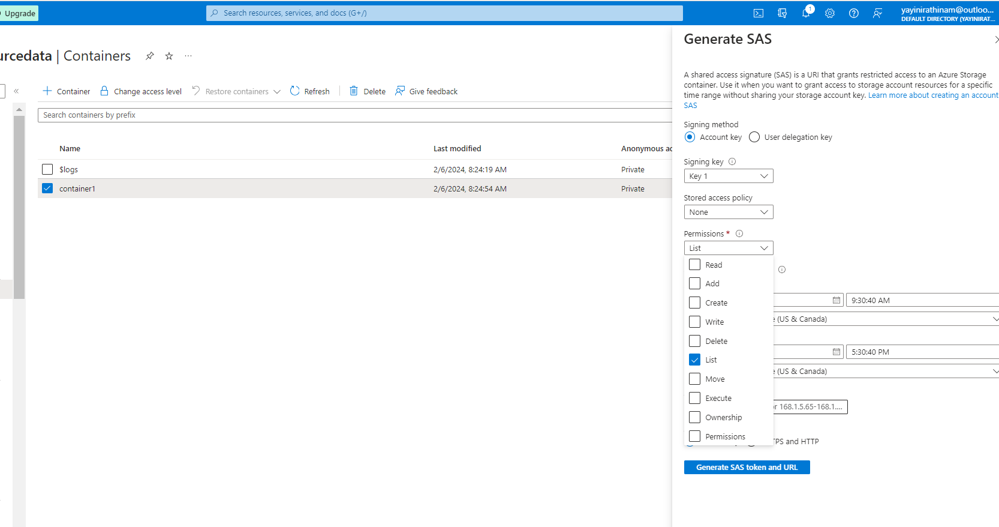 Upgrade
Search resources, services, and docs (G+/)
1
yayinirathinam@outloo...
DEFAULT DIRECTORY (YAYINIRAT...
urcedata | Containers
Container
Change access level
Restore containers
Refresh
Delete
Give feedback
Search containers by prefix
Name
Last modified
Anonymous ac
$logs
2/6/2024, 8:24:19 AM
Private
container1
2/6/2024, 8:24:54 AM
Private
Generate SAS
A shared access signature (SAS) is a URI that grants restricted access to an Azure Storage
container. Use it when you want to grant access to storage account resources for a specific
time range without sharing your storage account key. Learn more about creating an account
SAS
Signing method
Account key
User delegation key
Signing key
Key 1
Stored access policy
None
Permissions *
List
Read
Add
Create
Write
Delete
List
Move
Execute
Ownership
Permissions
9:30:40 AM
(US & Canada)
5:30:40 PM
(US & Canada)
168.1.5.65-168.1....
TPS and HTTP
Generate SAS token and URL